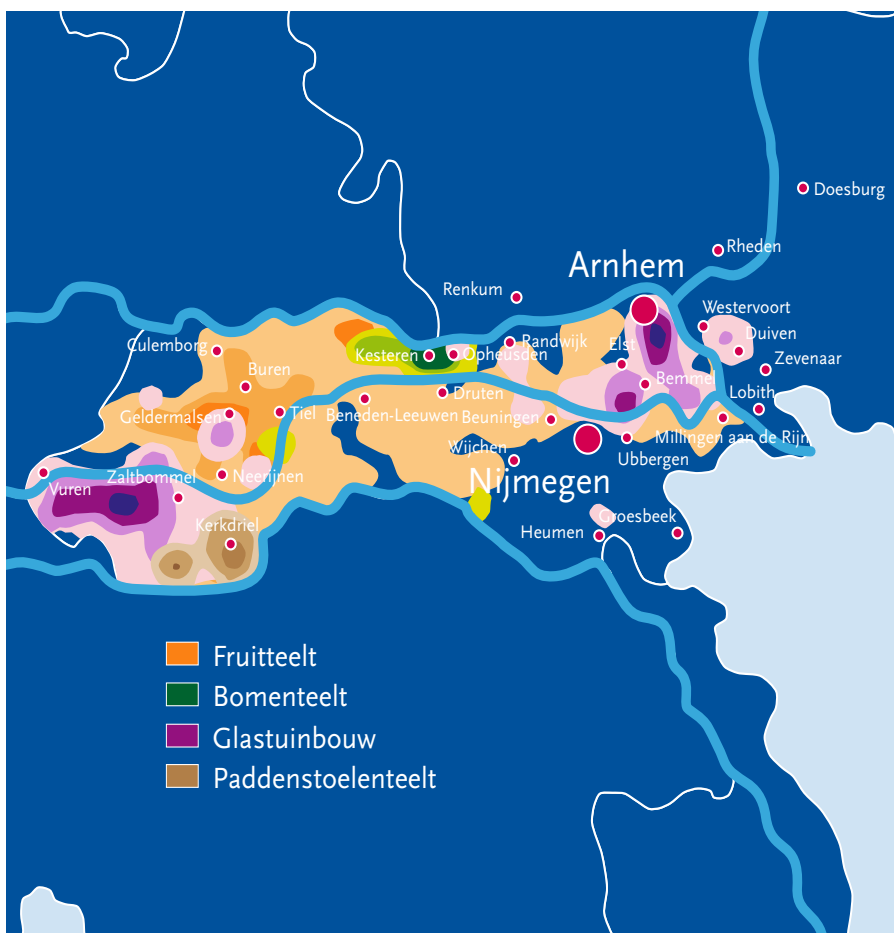 Doesburg
Rheden
Arnhem
Renkum
Westervoort
Culemborg
Kesteren
Opheusden
Randwijk
Elst
Duiven
Zevenaar
Buren
Bemmel
Druten
Lobith
Geldermalsen
Tiel
Beneden-Leeuwen
Beuningen
Millingen aan de Rijn
Wijchen
Ubbergen
Vuren
Zaltbommel
Neerijnen
Nijmegen
Kerkdriel
Heumen
Groesbeek
Fruitteelt
Bomenteelt
Glastuinbouw
Paddenstoelenteelt